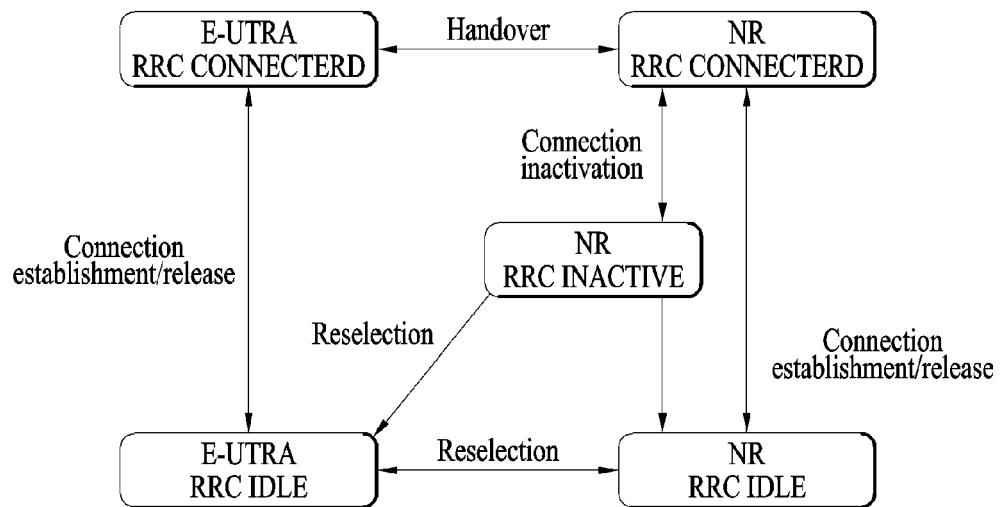 E-UTRA
RRC CONNECTERD
Handover
NR
RRC CONNECTERD
Connection
inactivation
Connection
establishment/release
NR
RRC INACTIVE
Reselection
Connection
establishment/release
E-UTRA
RRC IDLE
Reselection
NR
RRC IDLE